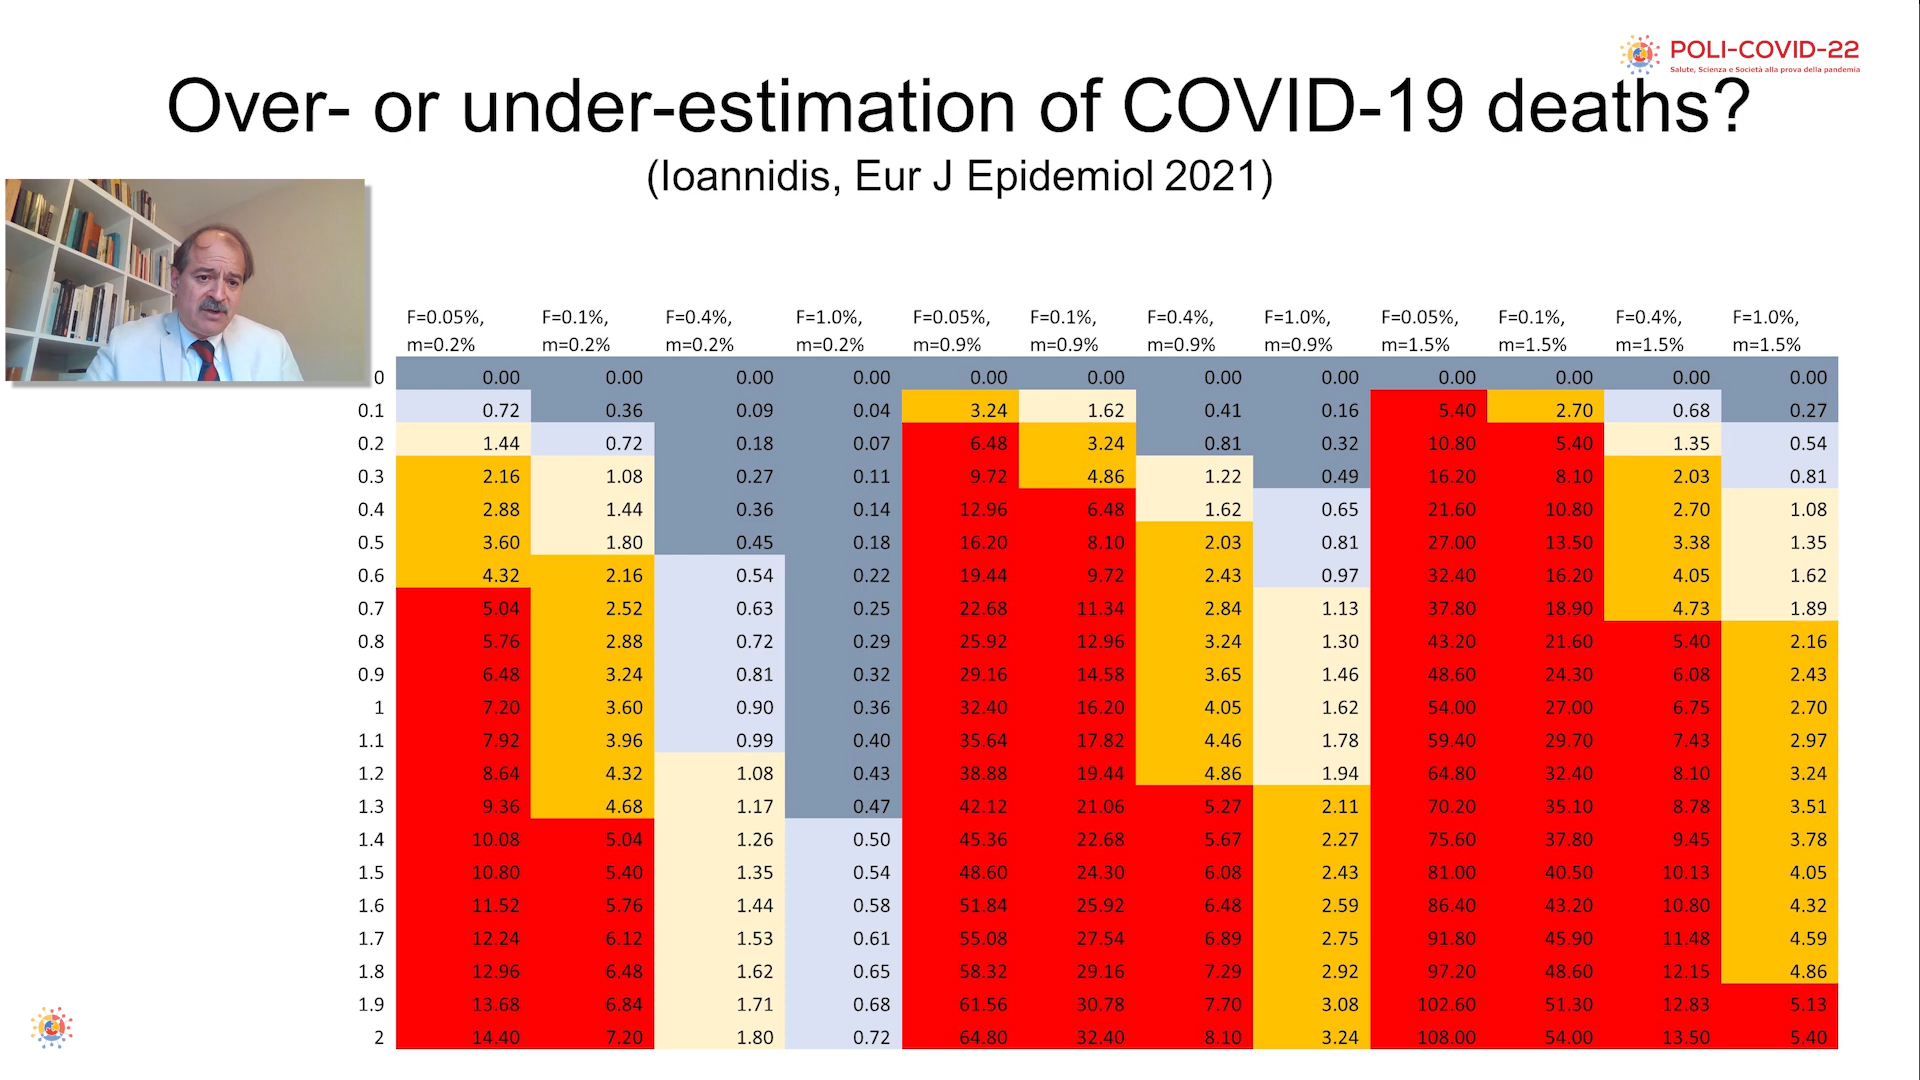 POLI-COVID-22
Salute, Scienza e Società alla prova della pandemia
Over- or under-estimation of COVID-19 deaths?
(Ioannidis, Eur J Epidemiol 2021)
F=0.05%, F=0.1%, F=0.4%, F=1.0%, F=0.05%, F=0.1%, F=0.4%, F=1.0%, F=0.05%, F=0.1%, F=0.4%, F=1.0%,
m=0.2% m=0.2% m=0.2% m=0.2% m=0.9% m=0.9% m=0.9% m=0.9% m=1.5% m=1.5% m=1.5% m=1.5%
0 0.00 0.00 0.00 0.00 0.00 0.00 0.00 0.00 0.00 0.00 0.00 0.00
0.1 0.72 0.36 0.09 0.04 3.24 1.62 0.41 0.16 5.40 2.70 0.68 0.27
0.2 1.44 0.72 0.18 0.07 6.48 3.24 0.81 0.32 10.80 5.40 1.35 0.54
0.3 2.16 1.08 0.27 0.11 9.72 4.86 1.22 0.49 16.20 8.10 2.03 0.81
0.4 2.88 1.44 0.36 0.14 12.96 6.48 1.62 0.65 21.60 10.80 2.70 1.08
0.5 3.60 1.80 0.45 0.18 16.20 8.10 2.03 0.81 27.00 13.50 3.38 1.35
0.6 4.32 2.16 0.54 0.22 19.44 9.72 2.43 0.97 32.40 16.20 4.05 1.62
0.7 5.04 2.52 0.63 0.25 22.68 11.34 2.84 1.13 37.80 18.90 4.73 1.89
0.8 5.76 2.88 0.72 0.29 25.92 12.96 3.24 1.30 43.20 21.60 5.40 2.16
0.9 6.48 3.24 0.81 0.32 29.16 14.58 3.65 1.46 48.60 24.30 6.08 2.43
1 7.20 3.60 0.90 0.36 32.40 16.20 4.05 1.62 54.00 27.00 6.75 2.70
1.1 7.92 3.96 0.99 0.40 35.64 17.82 4.46 1.78 59.40 29.70 7.43 2.97
1.2 8.64 4.32 1.08 0.43 38.88 19.44 4.86 1.94 64.80 32.40 8.10 3.24
1.3 9.36 4.68 1.17 0.47 42.12 21.06 5.27 2.11 70.20 35.10 8.78 3.51
1.4 10.08 5.04 1.26 0.50 45.36 22.68 5.67 2.27 75.60 37.80 9.45 3.78
1.5 10.80 5.40 1.35 0.54 48.60 24.30 6.08 2.43 81.00 40.50 10.13 4.05
1.6 11.52 5.76 1.44 0.58 51.84 25.92 6.48 2.59 86.40 43.20 10.80 4.32
1.7 12.24 6.12 1.53 0.61 55.08 27.54 6.89 2.75 91.80 45.90 11.48 4.59
1.8 12.96 6.48 1.62 0.65 58.32 29.16 7.29 2.92 97.20 48.60 12.15 4.86
1.9 13.68 6.84 1.71 0.68 61.56 30.78 7.70 3.08 102.60 51.30 12.83 5.13
2 14.40 7.20 1.80 0.72 64.80 32.40 8.10 3.24 108.00 54.00 13.50 5.40